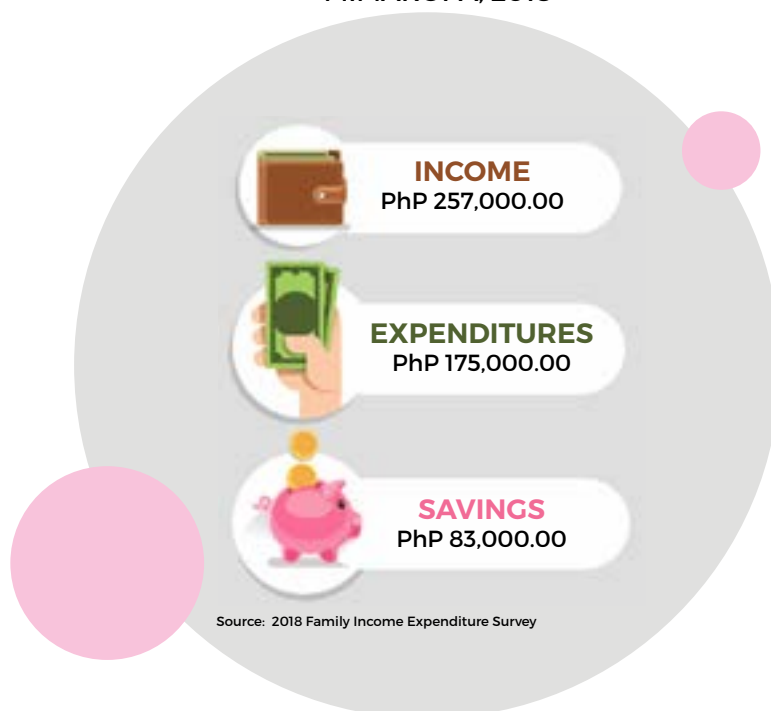 INCOME
PhP 257,000.00
EXPENDITURES
PhP 175,000.00
SAVINGS
PhP 83,000.00
Source: 2018 Family Income Expenditure Survey